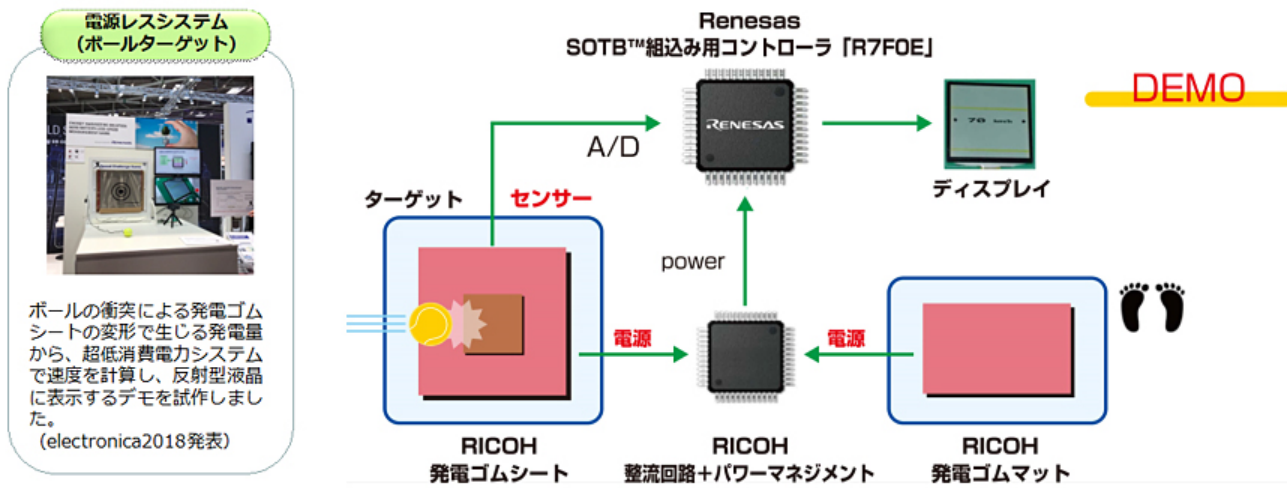 電源レスシステム
(ボールターゲット)
ボールの衝突による発電ゴム
シートの変形で生じる発電量
から、超低消費電力システム
で速度を計算し、反射型液晶
に表示するデモを試作しまし
た。
(electronica2018発表)
Renesas
SOTB™組込み用コントローラ「R7F0E」
DEMO
RENESAS
A/D
70
ディスプレイ
ターゲット
センサー
power
電源
電源
RICOH
発電ゴムシート
RICOH
整流回路+パワーマネジメント
RICOH
発電ゴムマット